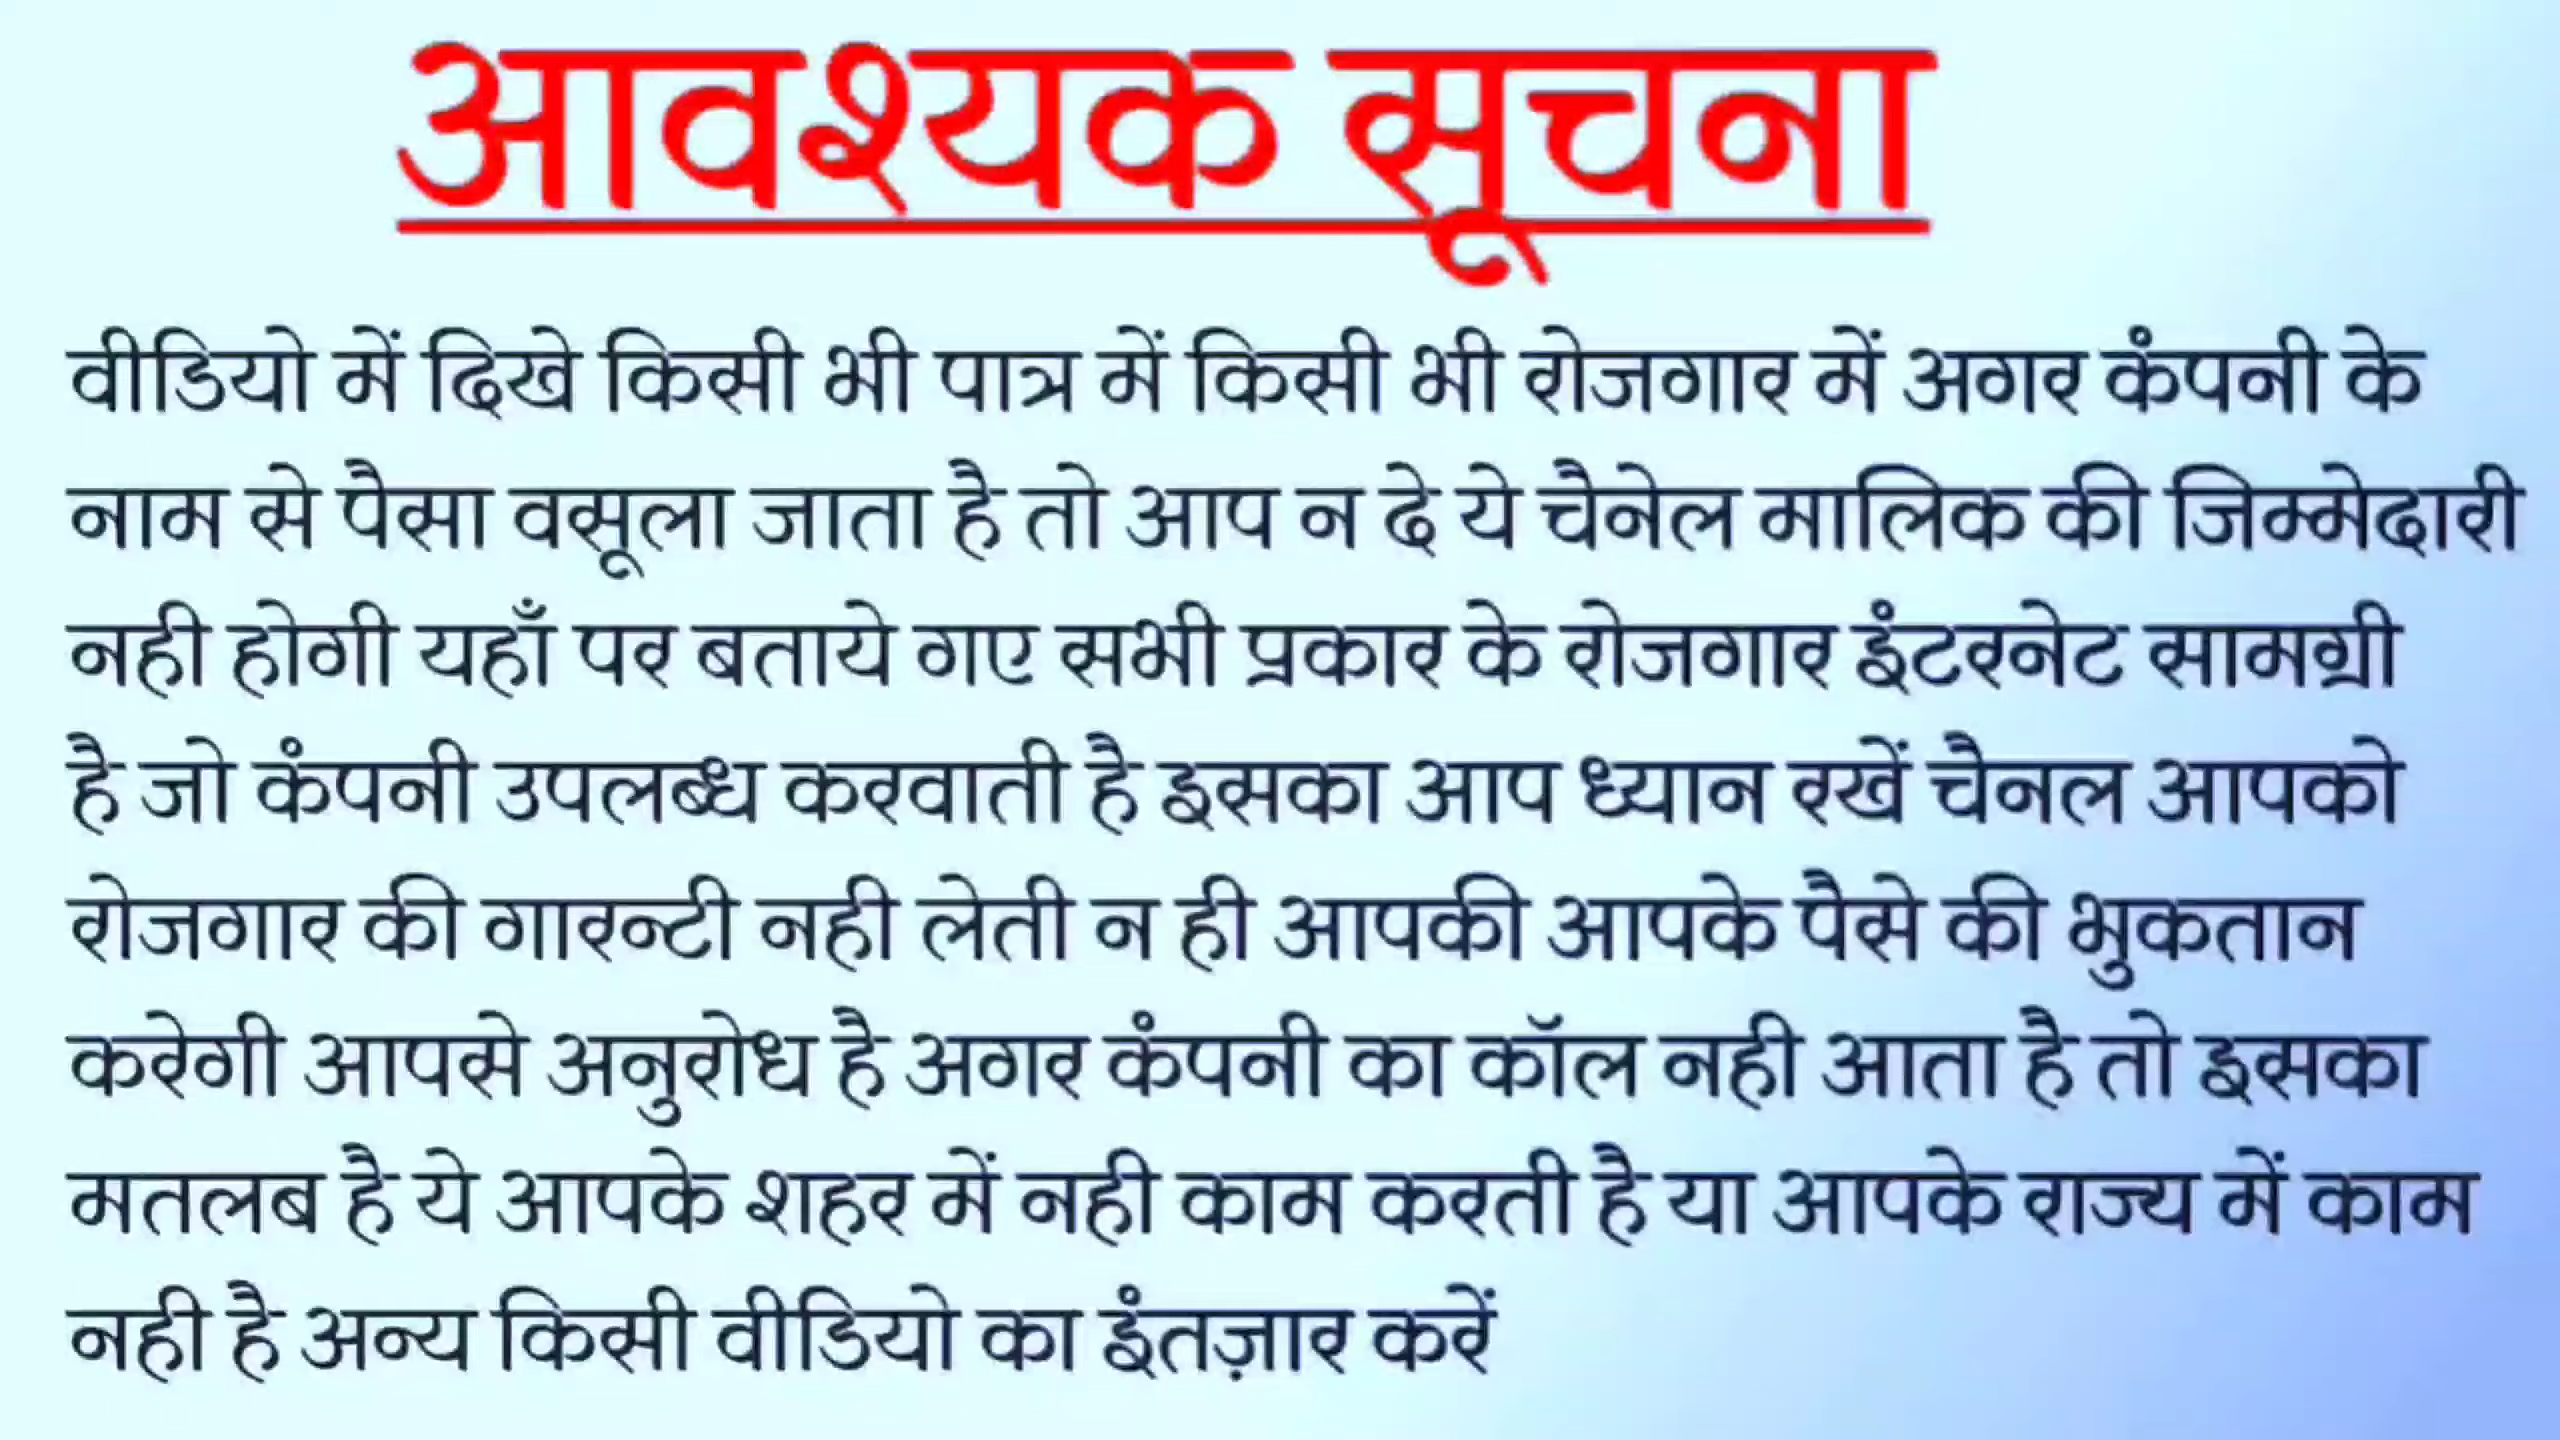 आवश्यक सूचना
वीडियो में दिखे किसी भी पात्र में किसी भी रोजगार में अगर कंपनी के
नाम से पैसा वसूला जाता है तो आप न दे ये चैनेल मालिक की जिम्मेदारी
नही होगी यहाँ पर बताये गए सभी प्रकार के रोजगार इंटरनेट सामग्री
है जो कंपनी उपलब्ध करवाती है इसका आप ध्यान रखें चैनल आपको
रोजगार की गारन्टी नही लेती न ही आपकी आपके पैसे की भुकतान
करेगी आपसे अनुरोध है अगर कंपनी का कॉल नही आता है तो इसका
मतलब है ये आपके शहर में नही काम करती है या आपके राज्य में काम
नही है अन्य किसी वीडियो का इंतज़ार करें